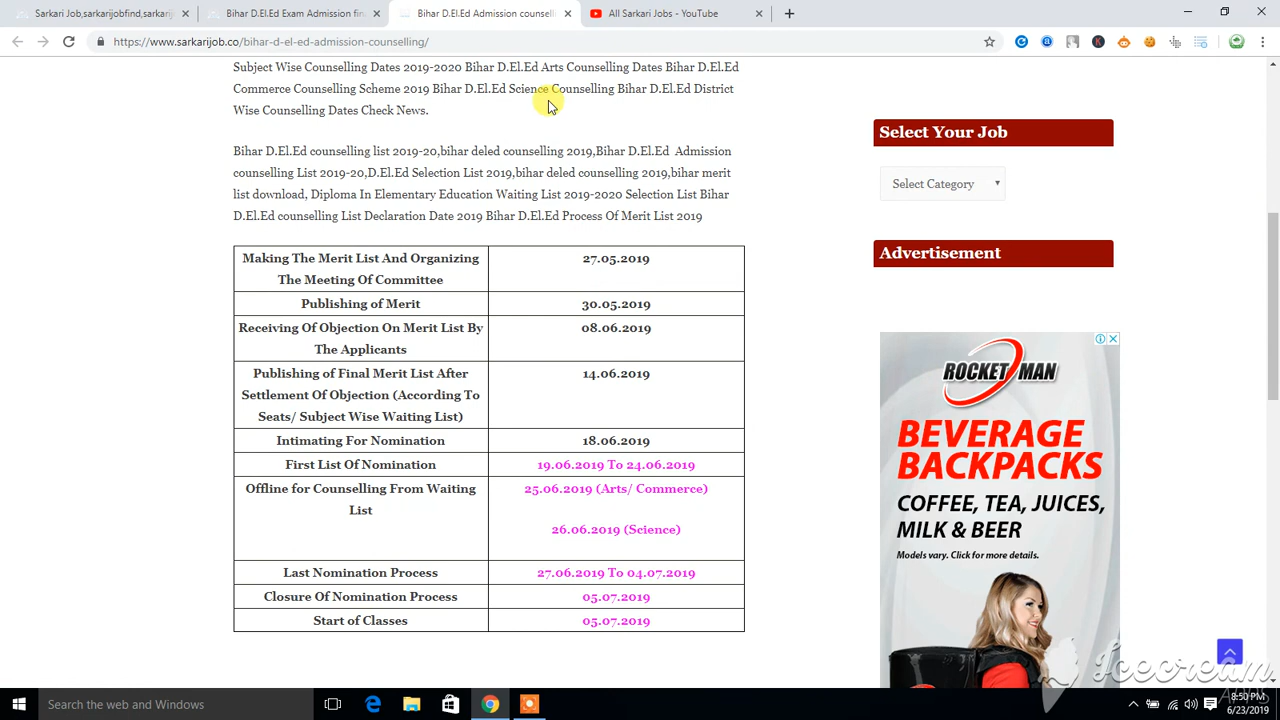 Sarkari Job,sarkarijobfind,sarkari
Bihar D.El.Ed Exam Admission fin
Bihar D.El.Ed Admission counsell
All Sarkari Jobs - YouTube
https://www.sarkarijob.co/bihar-d-el-ed-admission-counselling/
Subject Wise Counselling Dates 2019-2020 Bihar D.El.Ed Arts Counselling Dates Bihar D.El.Ed
Commerce Counselling Scheme 2019 Bihar D.El.Ed Science Counselling Bihar D.El.Ed District
Wise Counselling Dates Check News.
Bihar D.El.Ed counselling list 2019-20,bihar deled counselling 2019,Bihar D.El.Ed Admission
counselling List 2019-20,D.El.Ed Selection List 2019,bihar deled counselling 2019,bihar merit
list download, Diploma In Elementary Education Waiting List 2019-2020 Selection List Bihar
D.El.Ed counselling List Declaration Date 2019 Bihar D.El.Ed Process Of Merit List 2019
Making The Merit List And Organizing
The Meeting Of Committee
27.05.2019
Publishing of Merit
30.05.2019
Receiving Of Objection On Merit List By
The Applicants
08.06.2019
Publishing of Final Merit List After
Settlement Of Objection (According To
Seats/ Subject Wise Waiting List)
14.06.2019
Intimating For Nomination
18.06.2019
First List Of Nomination
19.06.2019 To 24.06.2019
Offline for Counselling From Waiting
List
25.06.2019 (Arts/ Commerce)
26.06.2019 (Science)
Last Nomination Process
27.06.2019 To 04.07.2019
Closure Of Nomination Process
05.07.2019
Start of Classes
05.07.2019
Select Your Job
Select Category
Advertisement
ROCKET MAN
BEVERAGE
BACKPACKS
COFFEE, TEA, JUICES,
MILK & BEER
Models vary. Click for more details.
Icecream
APPS
Search the web and Windows
8:50 PM
6/23/2019